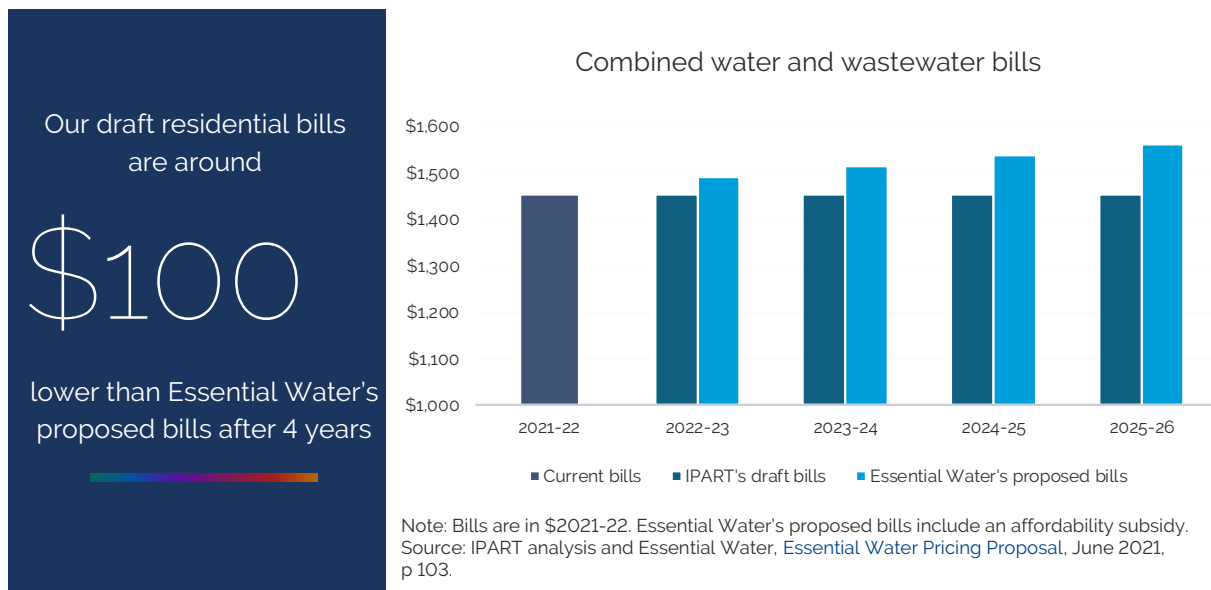 Our draft residential bills
are around
$100
lower than Essential Water’s
proposed bills after 4 years
Combined water and wastewater bills
$1,600
$1,500
$1,400
$1,300
$1,200
$1,100
$1,000
2021-22
2022-23
2023-24
2024-25
2025-26
Current bills
IPART's draft bills
Essential Water's proposed bills
Note: Bills are in $2021-22. Essential Water’s proposed bills include an affordability subsidy.
Source: IPART analysis and Essential Water, Essential Water Pricing Proposal, June 2021,
p 103.